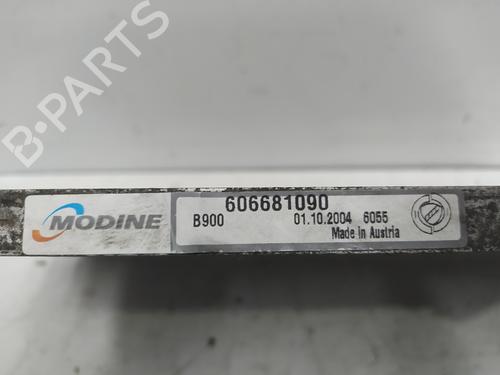 B-PARTS
MODINE
606681090
B900 01.10.2004 6055
Made in Austria